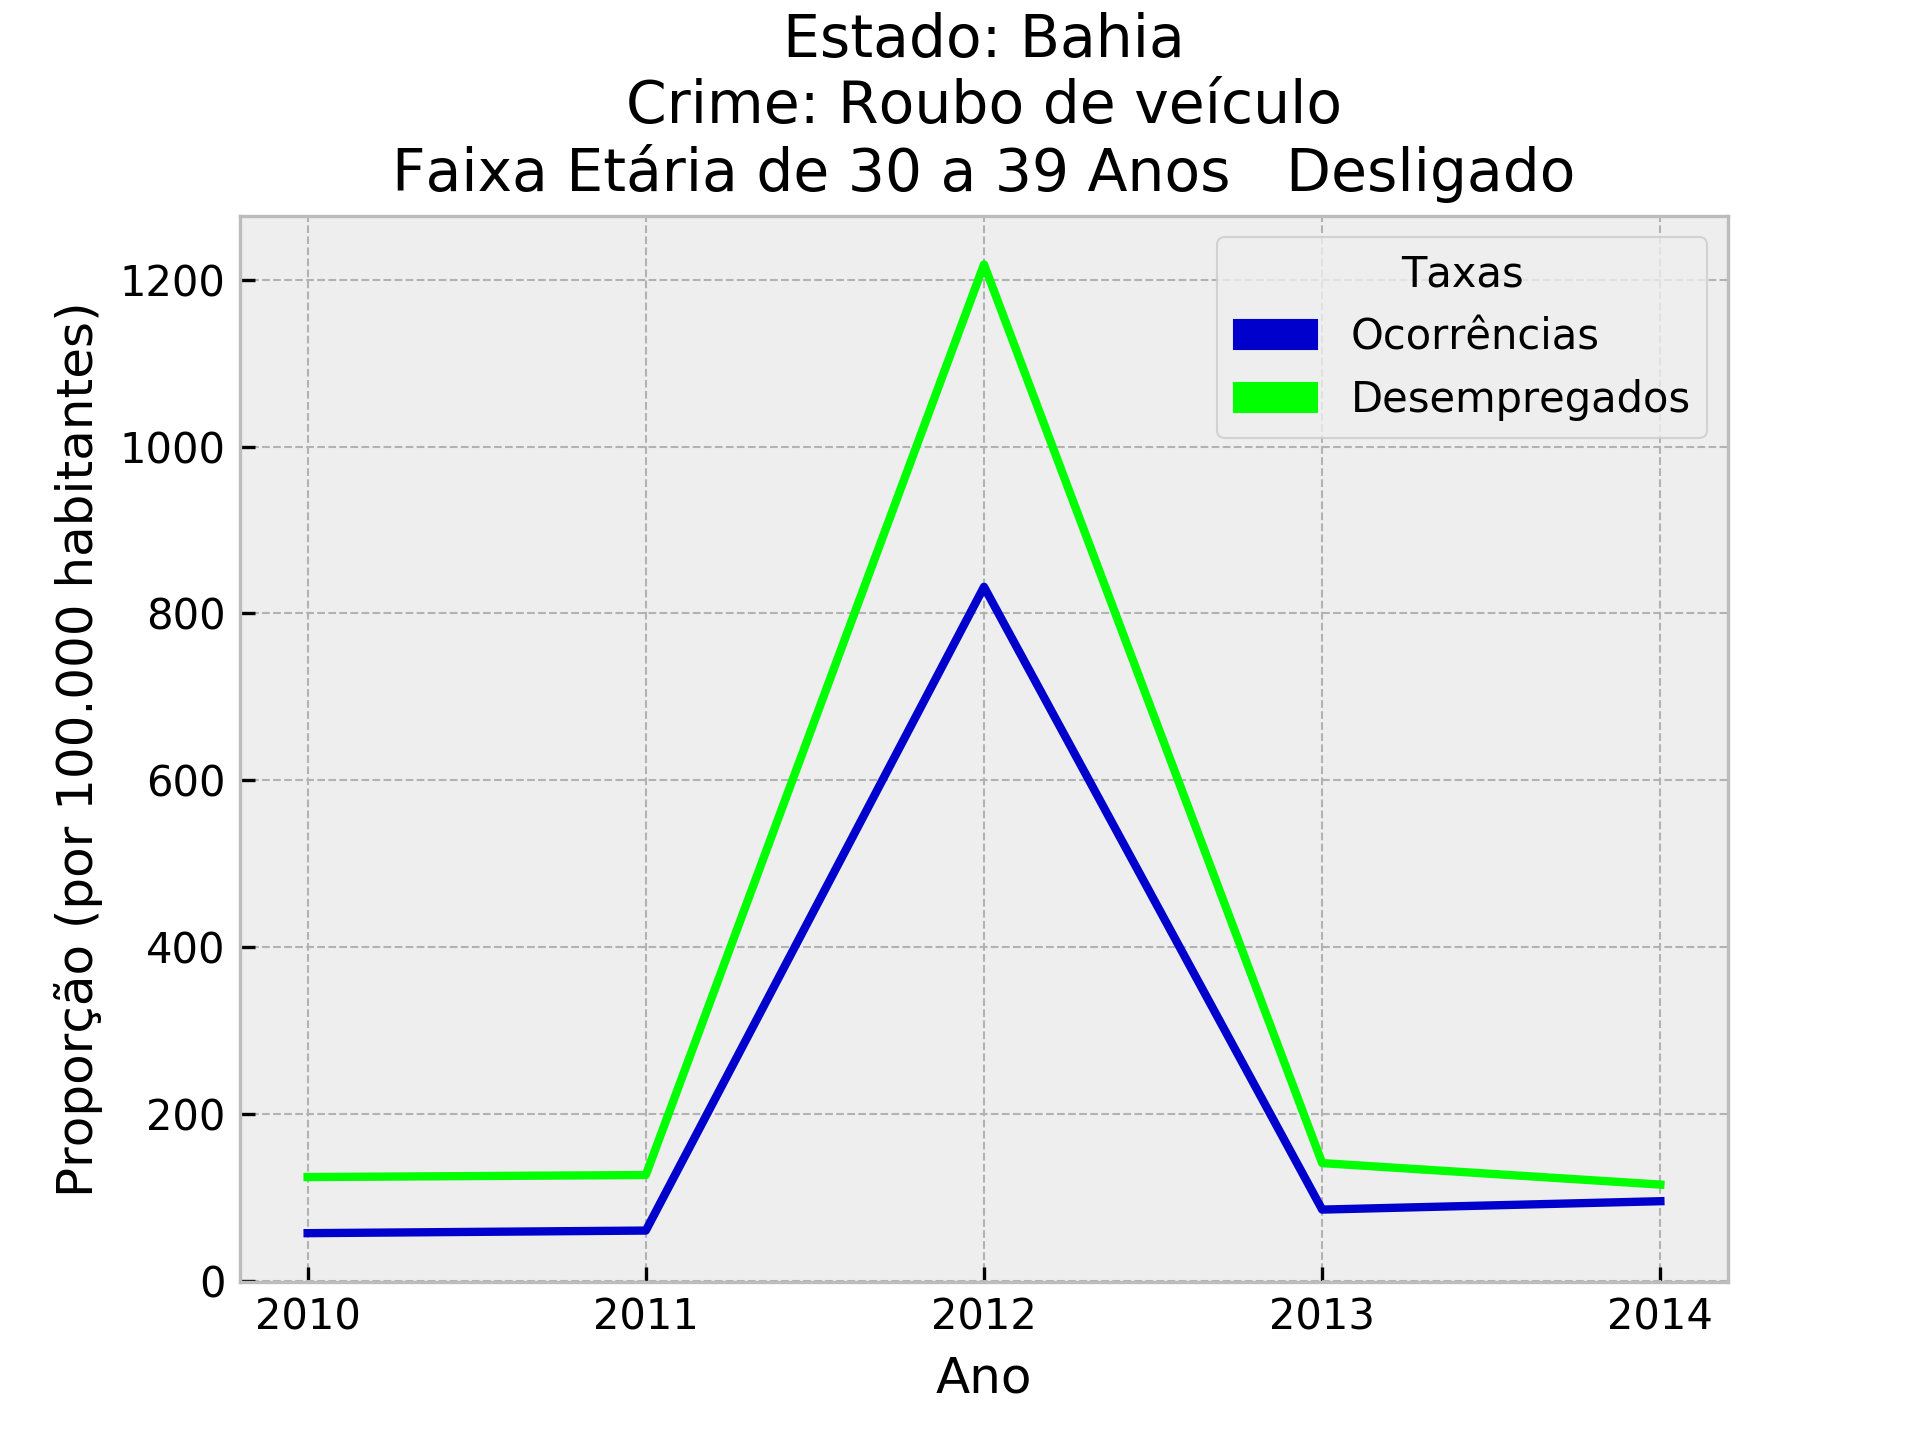 Estado: Bahia
Crime: Roubo de veículo
Faixa Etária de 30 a 39 Anos   Desligado
Proporção (por 100.000 habitantes)
1200
1000
800
600
400
200
0
Taxas
Ocorrências
Desempregados
2010 2011 2012 2013 2014
Ano